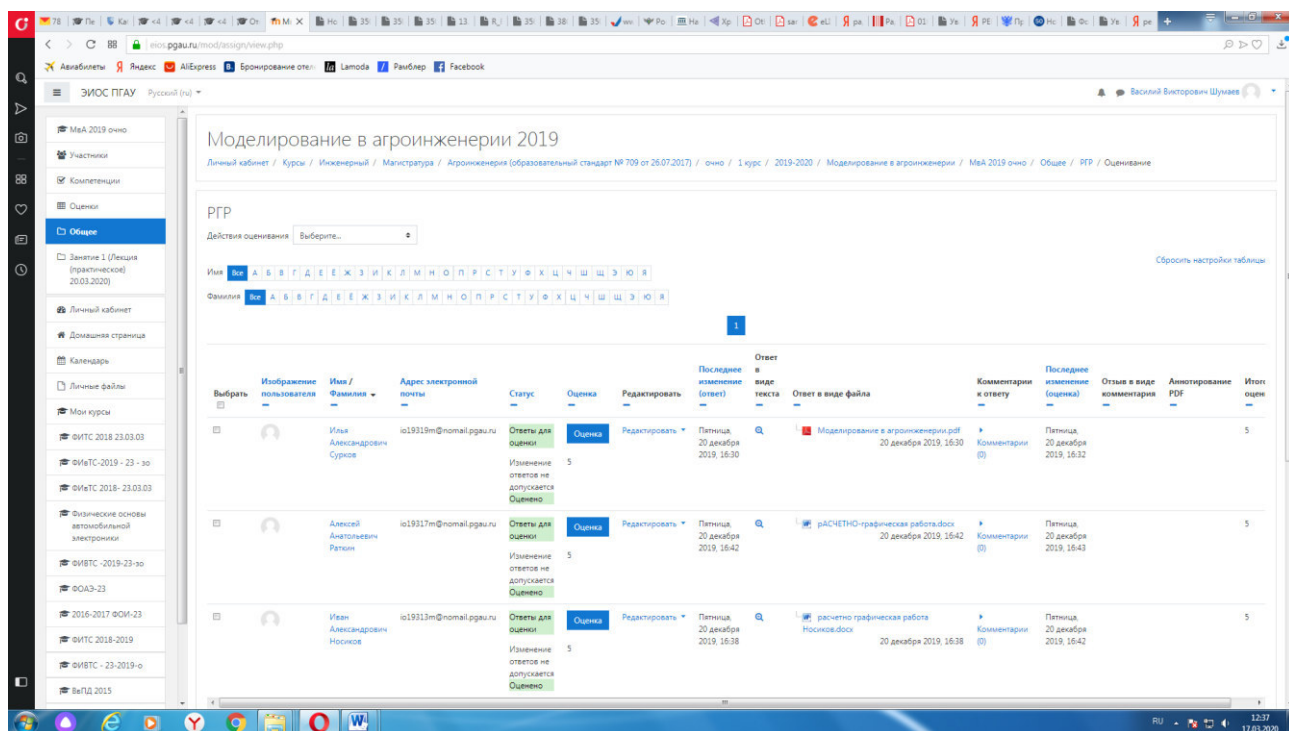 eios.pgau.ru/mod/assign/view.php
Авиабилеты Яндекс AliExpress Lamoda Рамблер Facebook
ЭИОС ПГАУ Русский (ru)
Василий Викторович Шумаев
МвА 2019 очно
Участники
Компетенции
Оценки
Общее
Занятие 1 (Лекция
(практическое)
20.03.2020)
Личный кабинет
Домашняя страница
Календарь
Личные файлы
Мои курсы
ФИТС 2018 23.03.03
ФИвТС-2019 - 23 - зо
ФИвТС 2018- 23.03.03
Физические основы
автомобильной
электроники
ФИВТС -2019-23-зо
ФОАЭ-23
2016-2017 ФОИ-23
ФИТС 2018-2019
ФИВТС - 23-2019-о
ВвПД 2015
Моделирование в агроинженерии 2019
Личный кабинет / Курсы / Инженерный / Магистратура / Агроинженерия (образовательный стандарт № 709 от 26.07.2017) / очно / 1 курс / 2019-2020 / Моделирование в агроинженерии / МвА 2019 очно / Общее / РГР / Оценивание
РГР
Действия оценивания Выберите...
Сбросить настройки таблицы
Имя Все А Б В Г Д Е Ё Ж З И К Л М Н О П Р С Т У Ф Х Ц Ч Ш Щ Э Ю Я
Фамилия Все А Б В Г Д Е Ё Ж З И К Л М Н О П Р С Т У Ф Х Ц Ч Ш Щ Э Ю Я
1
Выбрать
Изображение
пользователя
Имя /
Фамилия
Адрес электронной
почты
Статус
Оценка
Редактировать
Последнее
изменение
(ответ)
Ответ
в
виде
текста
Ответ в виде файла
Комментарии
к ответу
Последнее
изменение
(оценка)
Отзыв в виде
комментария
Аннотирование
PDF
Илья
Александрович
Сурков
io19319m@nomail.pgau.ru
Ответы для
оценки
Изменение
ответов не
допускается
Оценено
Оценка
5
Редактировать
Пятница,
20 декабря
2019, 16:30
Моделирование в агроинженерии.pdf
20 декабря 2019, 16:30
Комментарии
(0)
Пятница,
20 декабря
2019, 16:32
5
Алексей
Анатольевич
Раткин
io19317m@nomail.pgau.ru
Ответы для
оценки
Изменение
ответов не
допускается
Оценено
Оценка
5
Редактировать
Пятница,
20 декабря
2019, 16:42
рАСЧЕТНО-графическая работа.docx
20 декабря 2019, 16:42
Комментарии
(0)
Пятница,
20 декабря
2019, 16:43
5
Иван
Александрович
Носиков
io19313m@nomail.pgau.ru
Ответы для
оценки
Изменение
ответов не
допускается
Оценено
Оценка
5
Редактировать
Пятница,
20 декабря
2019, 16:38
расчетно графическая работа
Носиков.docx
20 декабря 2019, 16:38
Комментарии
(0)
Пятница,
20 декабря
2019, 16:42
5
RU
12:37
17.03.2020